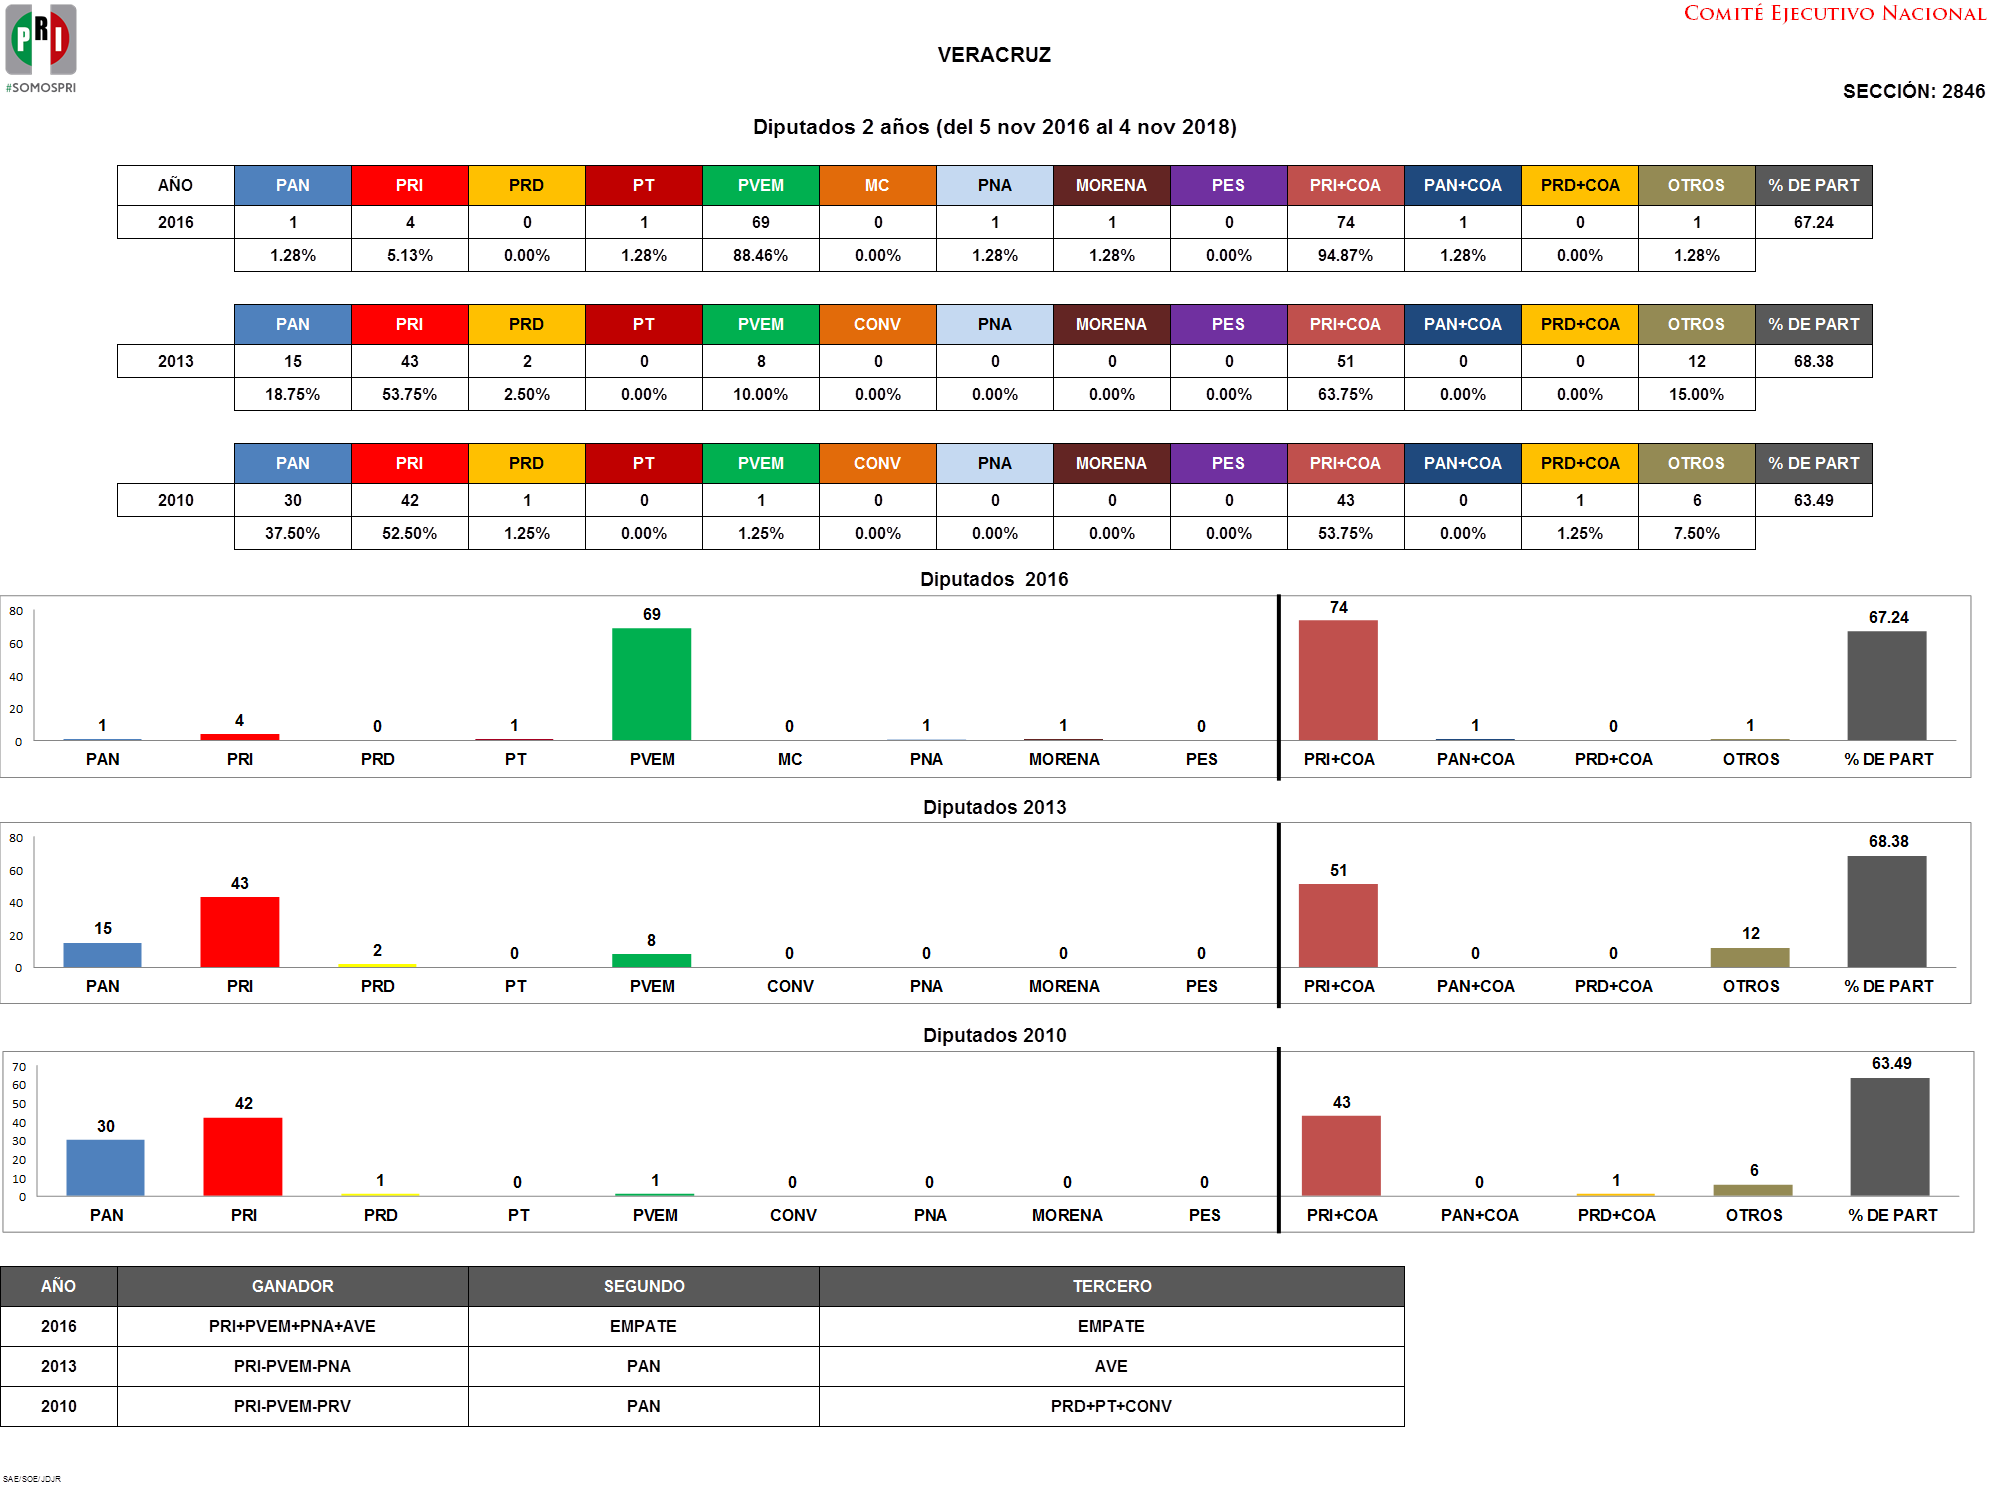 PRI
#SOMOSPRI
COMITÉ EJECUTIVO NACIONAL
VERACRUZ
SECCIÓN: 2846
Diputados 2 años (del 5 nov 2016 al 4 nov 2018)
AÑO PAN PRI PRD PT PVEM MC PNA MORENA PES PRI+COA PAN+COA PRD+COA OTROS % DE PART
2016 1 4 0 1 69 0 1 1 0 74 1 0 1 67.24
1.28% 5.13% 0.00% 1.28% 88.46% 0.00% 1.28% 1.28% 0.00% 94.87% 1.28% 0.00% 1.28%
PAN PRI PRD PT PVEM CONV PNA MORENA PES PRI+COA PAN+COA PRD+COA OTROS % DE PART
2013 15 43 2 0 8 0 0 0 0 51 0 0 12 68.38
18.75% 53.75% 2.50% 0.00% 10.00% 0.00% 0.00% 0.00% 0.00% 63.75% 0.00% 0.00% 15.00%
PAN PRI PRD PT PVEM CONV PNA MORENA PES PRI+COA PAN+COA PRD+COA OTROS % DE PART
2010 30 42 1 0 1 0 0 0 0 43 0 1 6 63.49
37.50% 52.50% 1.25% 0.00% 1.25% 0.00% 0.00% 0.00% 0.00% 53.75% 0.00% 1.25% 7.50%
Diputados 2016
80
60
40
20
0
1 4 0 1 69 0 1 1 0 74 1 0 1 67.24
PAN PRI PRD PT PVEM MC PNA MORENA PES PRI+COA PAN+COA PRD+COA OTROS % DE PART
Diputados 2013
80
60
40
20
0
15 43 2 0 8 0 0 0 0 51 0 0 12 68.38
PAN PRI PRD PT PVEM CONV PNA MORENA PES PRI+COA PAN+COA PRD+COA OTROS % DE PART
Diputados 2010
70
60
50
40
30
20
10
0
30 42 1 0 1 0 0 0 0 43 0 1 6 63.49
PAN PRI PRD PT PVEM CONV PNA MORENA PES PRI+COA PAN+COA PRD+COA OTROS % DE PART
AÑO GANADOR SEGUNDO TERCERO
2016 PRI+PVEM+PNA+AVE EMPATE EMPATE
2013 PRI-PVEM-PNA PAN AVE
2010 PRI-PVEM-PRV PAN PRD+PT+CONV
SAE/SOE/JDJR